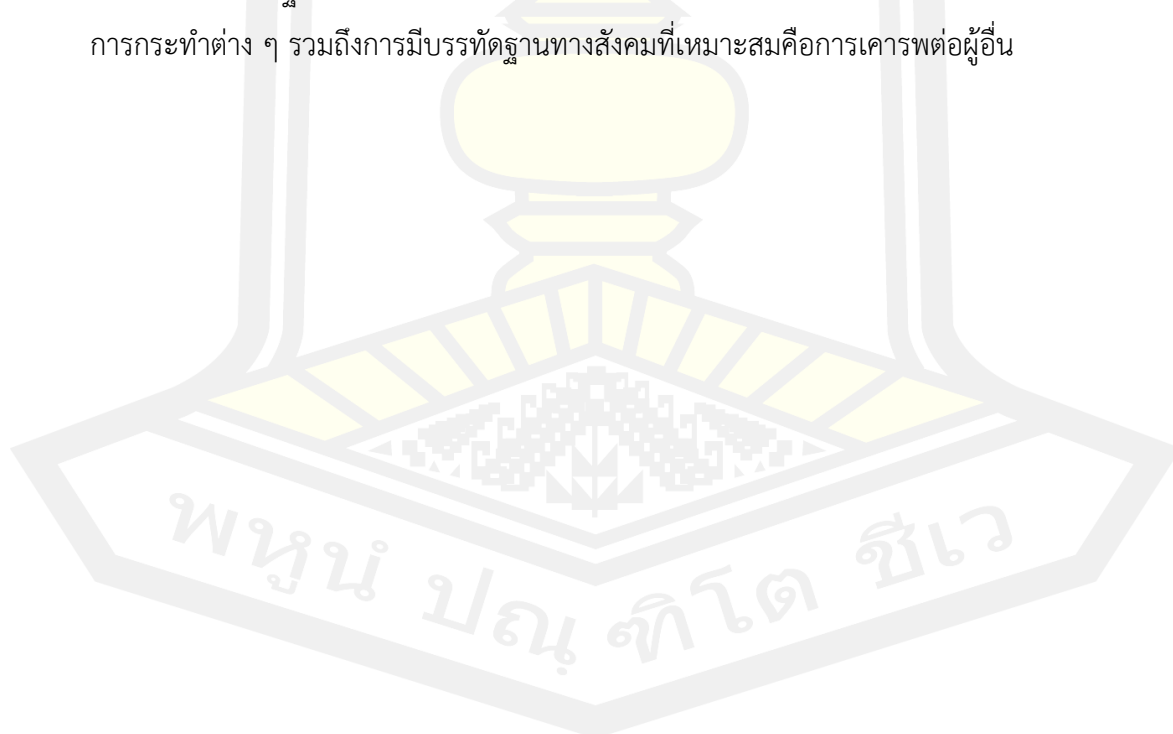 การกระทำต่าง ๆ รวมถึงการมีบรรทัดฐานทางสังคมที่เหมาะสมคือการเคารพต่อผู้อื่น
พหูนํ ปณฺฑิโต ชีเว